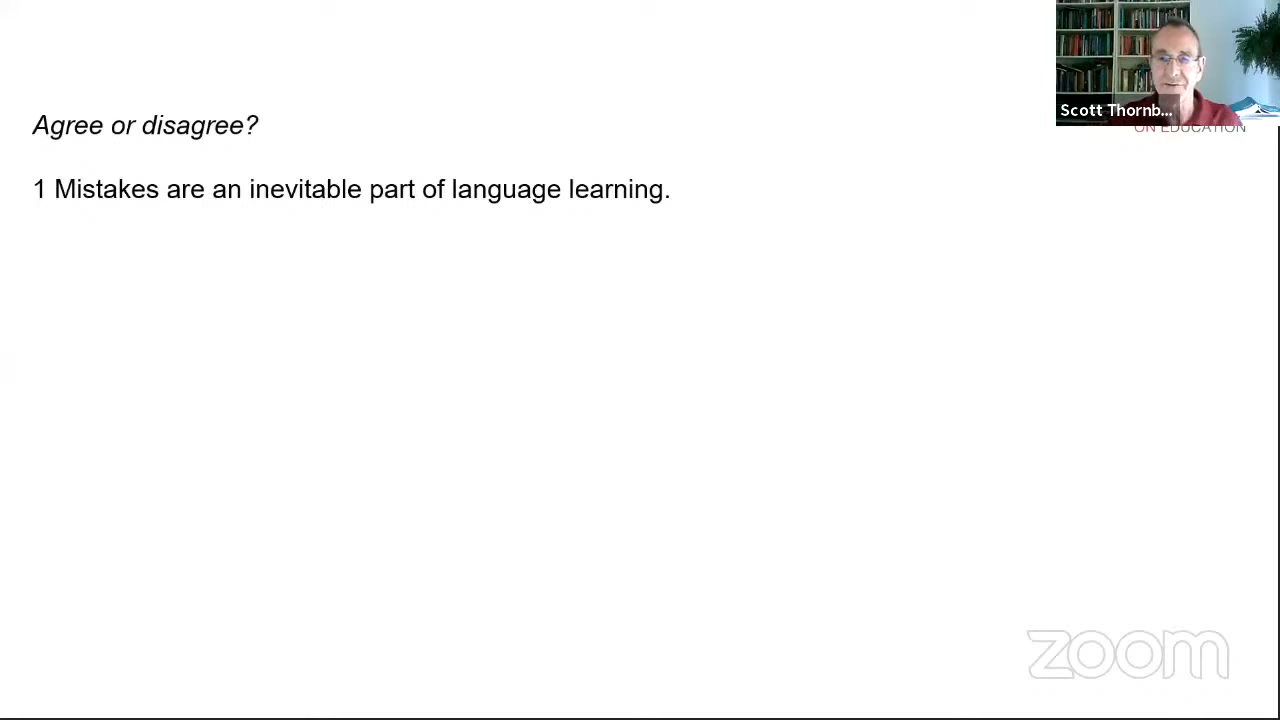 Agree or disagree?
Scott Thornb...
ON EDUCATION
1 Mistakes are an inevitable part of language learning.
zoom